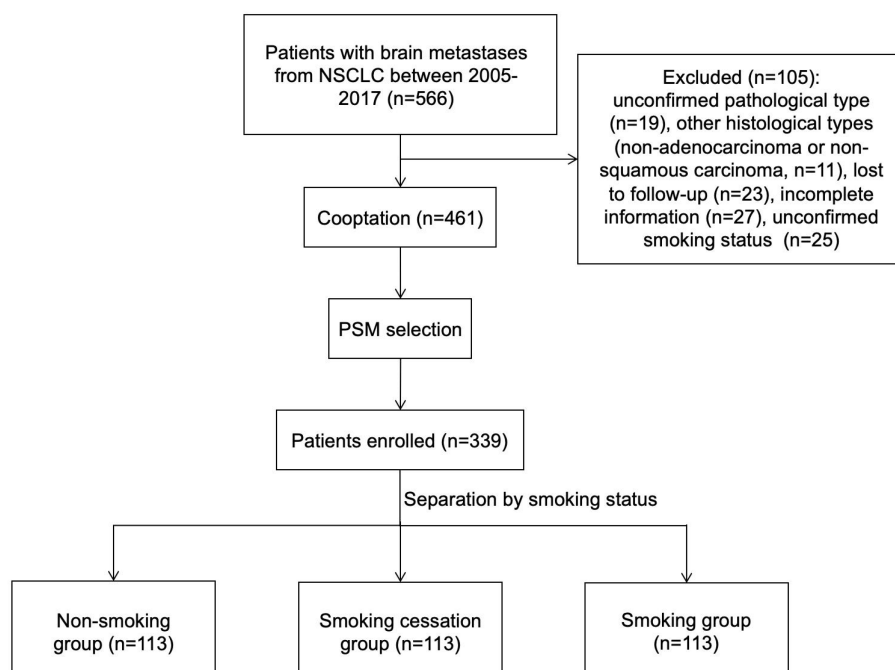 Patients with brain metastases
from NSCLC between 2005-
2017 (n=566)
Excluded (n=105):
unconfirmed pathological type
(n=19), other histological types
(non-adenocarcinoma or non-
squamous carcinoma, n=11), lost
to follow-up (n=23), incomplete
information (n=27), unconfirmed
smoking status (n=25)
Cooptation (n=461)
PSM selection
Patients enrolled (n=339)
Separation by smoking status
Non-smoking
group (n=113)
Smoking cessation
group (n=113)
Smoking group
(n=113)